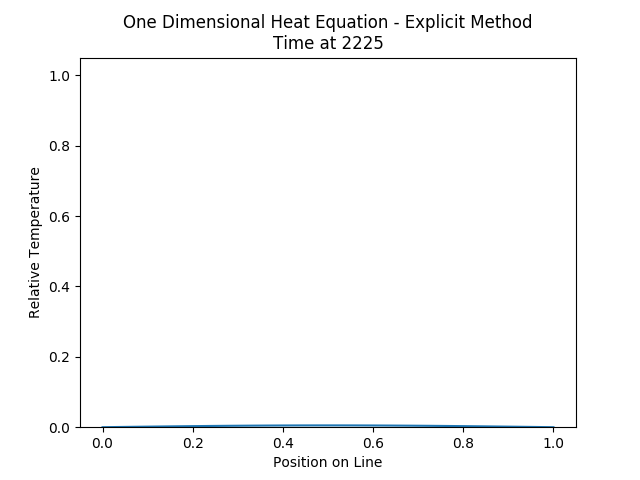 One Dimensional Heat Equation - Explicit Method
Time at 2225
1.0
0.8
0.6
0.4
0.2
0.0
Relative Temperature
0.0 0.2 0.4 0.6 0.8 1.0
Position on Line